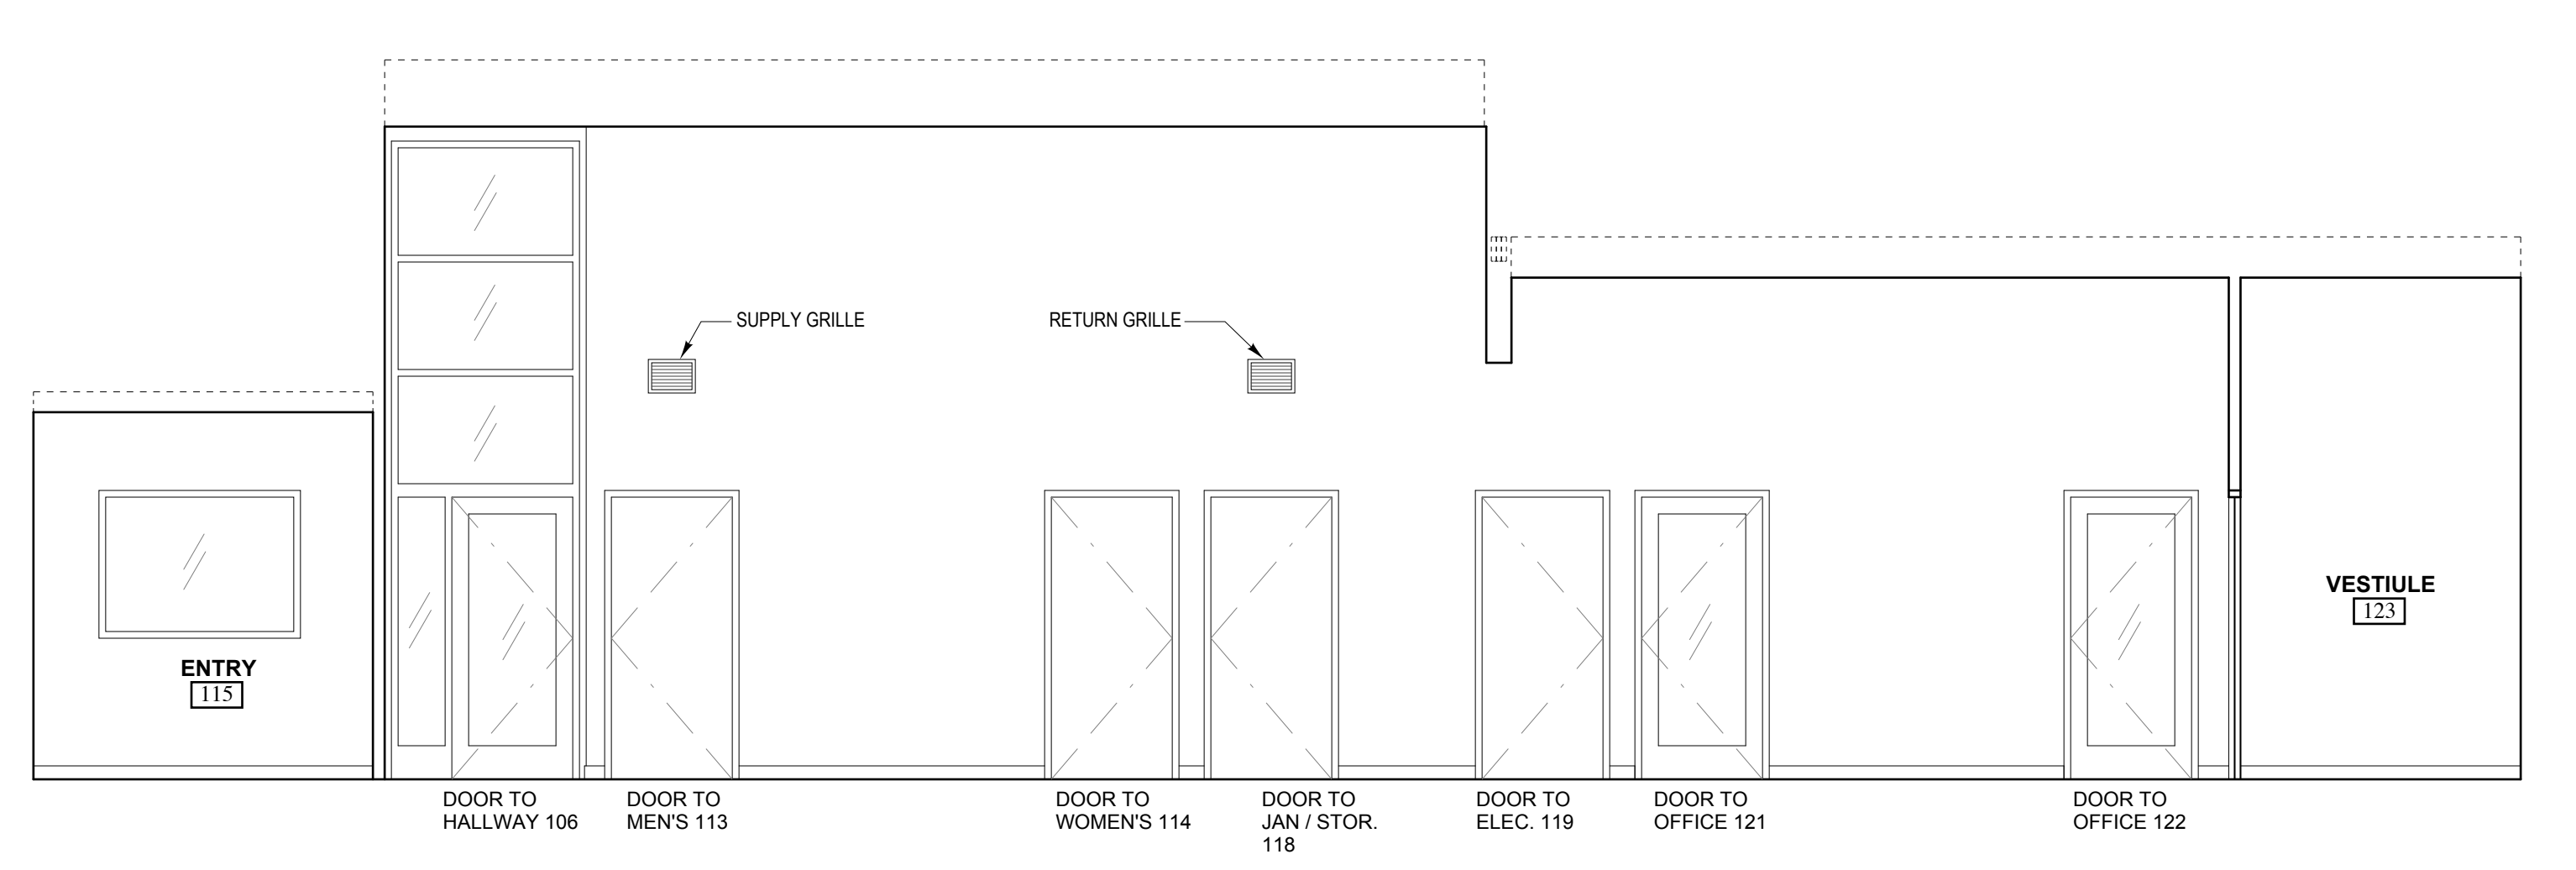 SUPPLY GRILLE
RETURN GRILLE
ENTRY
115
VESTIULE
123
DOOR TO
HALLWAY 106
DOOR TO
MEN'S 113
DOOR TO
WOMEN'S 114
DOOR TO
JAN / STOR.
118
DOOR TO
ELEC. 119
DOOR TO
OFFICE 121
DOOR TO
OFFICE 122